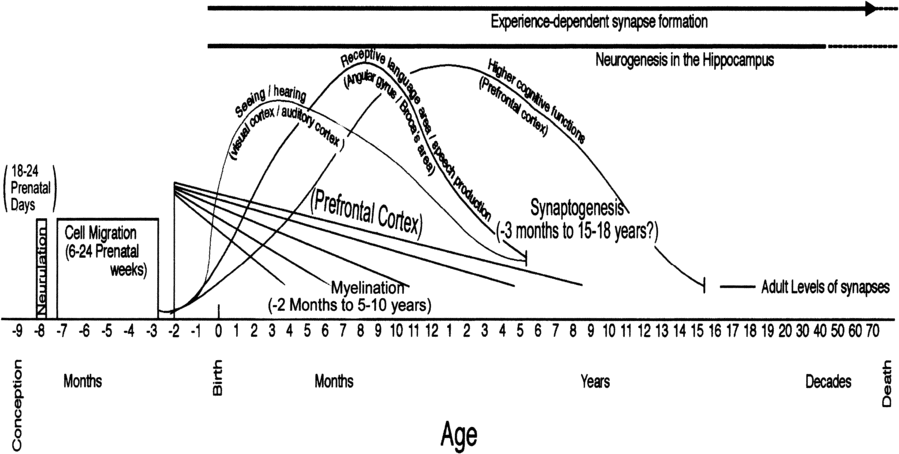 Experience-dependent synapse formation
Neurogenesis in the Hippocampus
Seeing / hearing
(visual cortex / auditory cortex)
Receptive language area / speech production
(Angular gyrus / Broca's area)
Higher cognitive functions
(Prefrontal cortex)
(18-24
Prenatal
Days)
Neurulation
Cell Migration
(6-24 Prenatal
weeks)
(Prefrontal Cortex)
Synaptogenesis
(-3 months to 15-18 years?)
Myelination
(-2 Months to 5-10 years)
Adult Levels of synapses
-9 -8 -7 -6 -5 -4 -3 -2 -1 0 1 2 3 4 5 6 7 8 9 10 11 12 1 2 3 4 5 6 7 8 9 10 11 12 13 14 15 16 17 18 19 20 30 40 50 60 70
Conception
Months
Birth
Months
Years
Decades
Death
Age